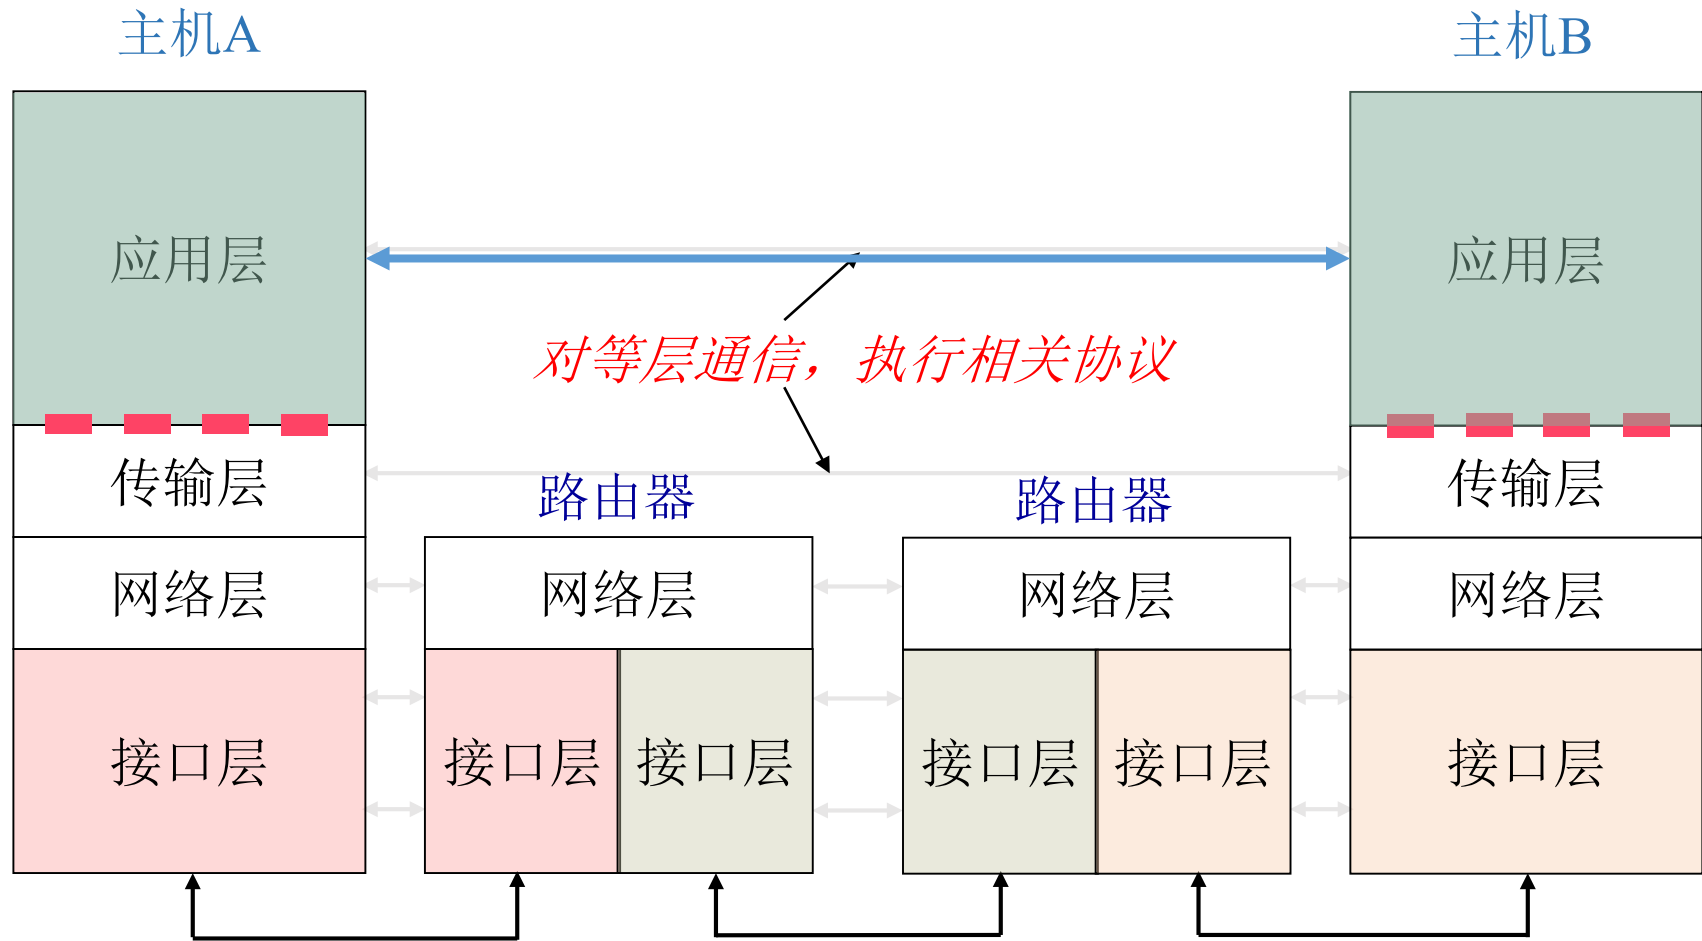 主机A
主机B
应用层
应用层
对等层通信，执行相关协议
传输层
路由器
路由器
传输层
网络层
网络层
网络层
网络层
接口层
接口层
接口层
接口层
接口层
接口层